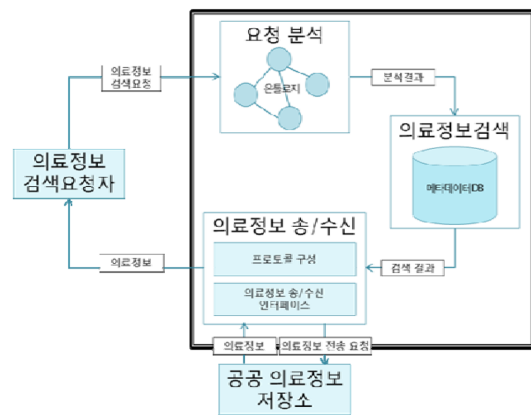 요청 분석
온톨로지
의료정보
검색요청
분석결과
의료정보검색
메타데이터DB
의료정보
검색요청자
의료정보 송/수신
프로토콜 구성
의료정보 송/수신
인터페이스
의료정보
검색 결과
의료정보
의료정보 전송 요청
공공 의료정보
저장소